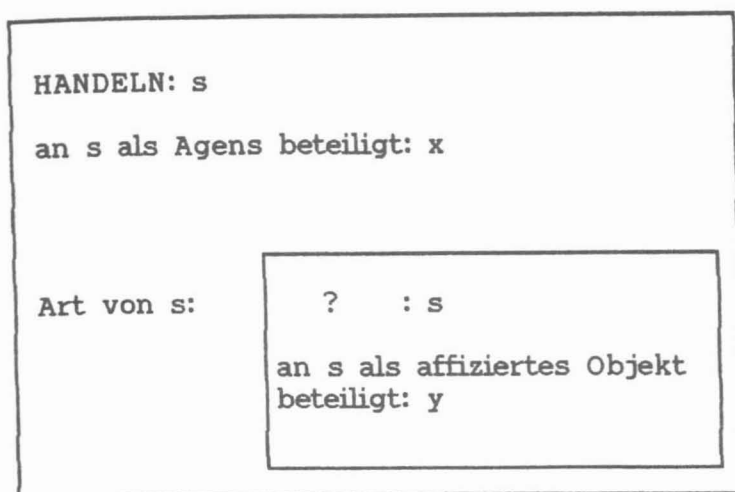 HANDELN: s
an s als Agens beteiligt: x
Art von s:
? : s
an s als affiziertes Objekt
beteiligt: y